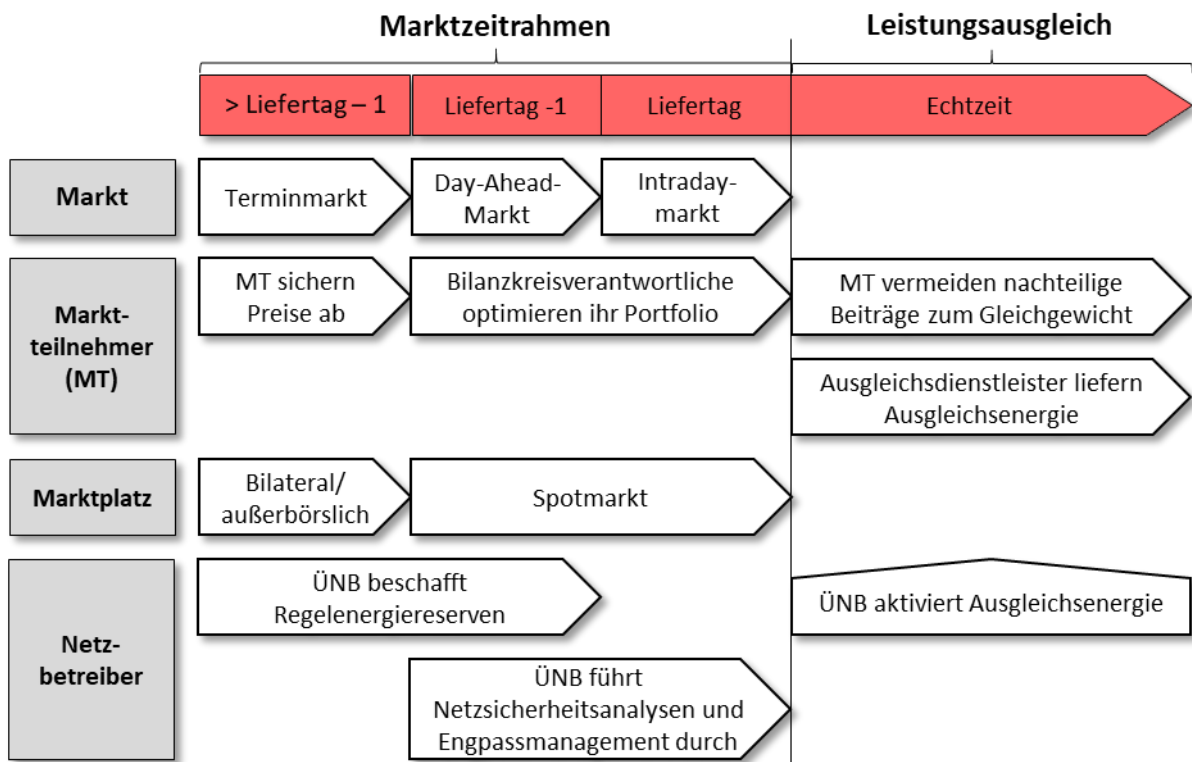 Marktzeitrahmen
Leistungsausgleich
> Liefertag – 1
Liefertag -1
Liefertag
Echtzeit
Markt
Terminmarkt
Day-Ahead-
Markt
Intraday-
markt
Markt-
teilnehmer
(MT)
MT sichern
Preise ab
Bilanzkreisverantwortliche
optimieren ihr Portfolio
MT vermeiden nachteilige
Beiträge zum Gleichgewicht
Ausgleichsdienstleister liefern
Ausgleichsenergie
Marktplatz
Bilateral/
außerbörslich
Spotmarkt
Netz-
betreiber
ÜNB beschafft
Regelenergiereserven
ÜNB aktiviert Ausgleichsenergie
ÜNB führt
Netzsicherheitsanalysen und
Engpassmanagement durch